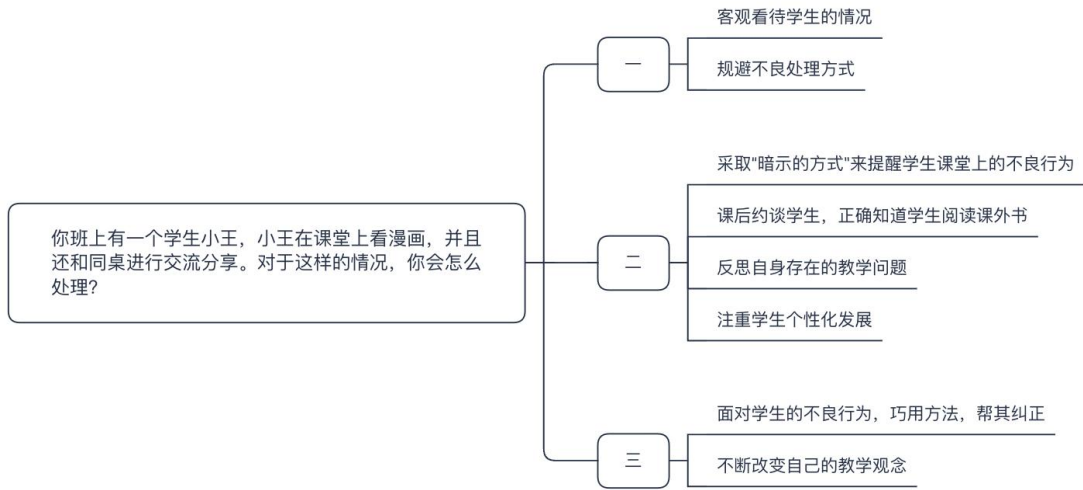 你班上有一个学生小王，小王在课堂上看漫画，并且
还和同桌进行交流分享。对于这样的情况，你会怎么
处理？
一
客观看待学生的情况
规避不良处理方式
二
采取"暗示的方式"来提醒学生课堂上的不良行为
课后约谈学生，正确知道学生阅读课外书
反思自身存在的教学问题
注重学生个性化发展
三
面对学生的不良行为，巧用方法，帮其纠正
不断改变自己的教学观念